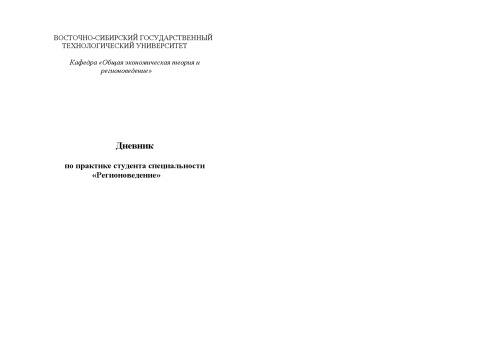 ВОСТОЧНО-СИБИРСКИЙ ГОСУДАРСТВЕННЫЙ
ТЕХНОЛОГИЧЕСКИЙ УНИВЕРСИТЕТ
Кафедра «Общая экономическая теория и
регионоведение»
Дневник
по практике студента специальности
«Регионоведение»